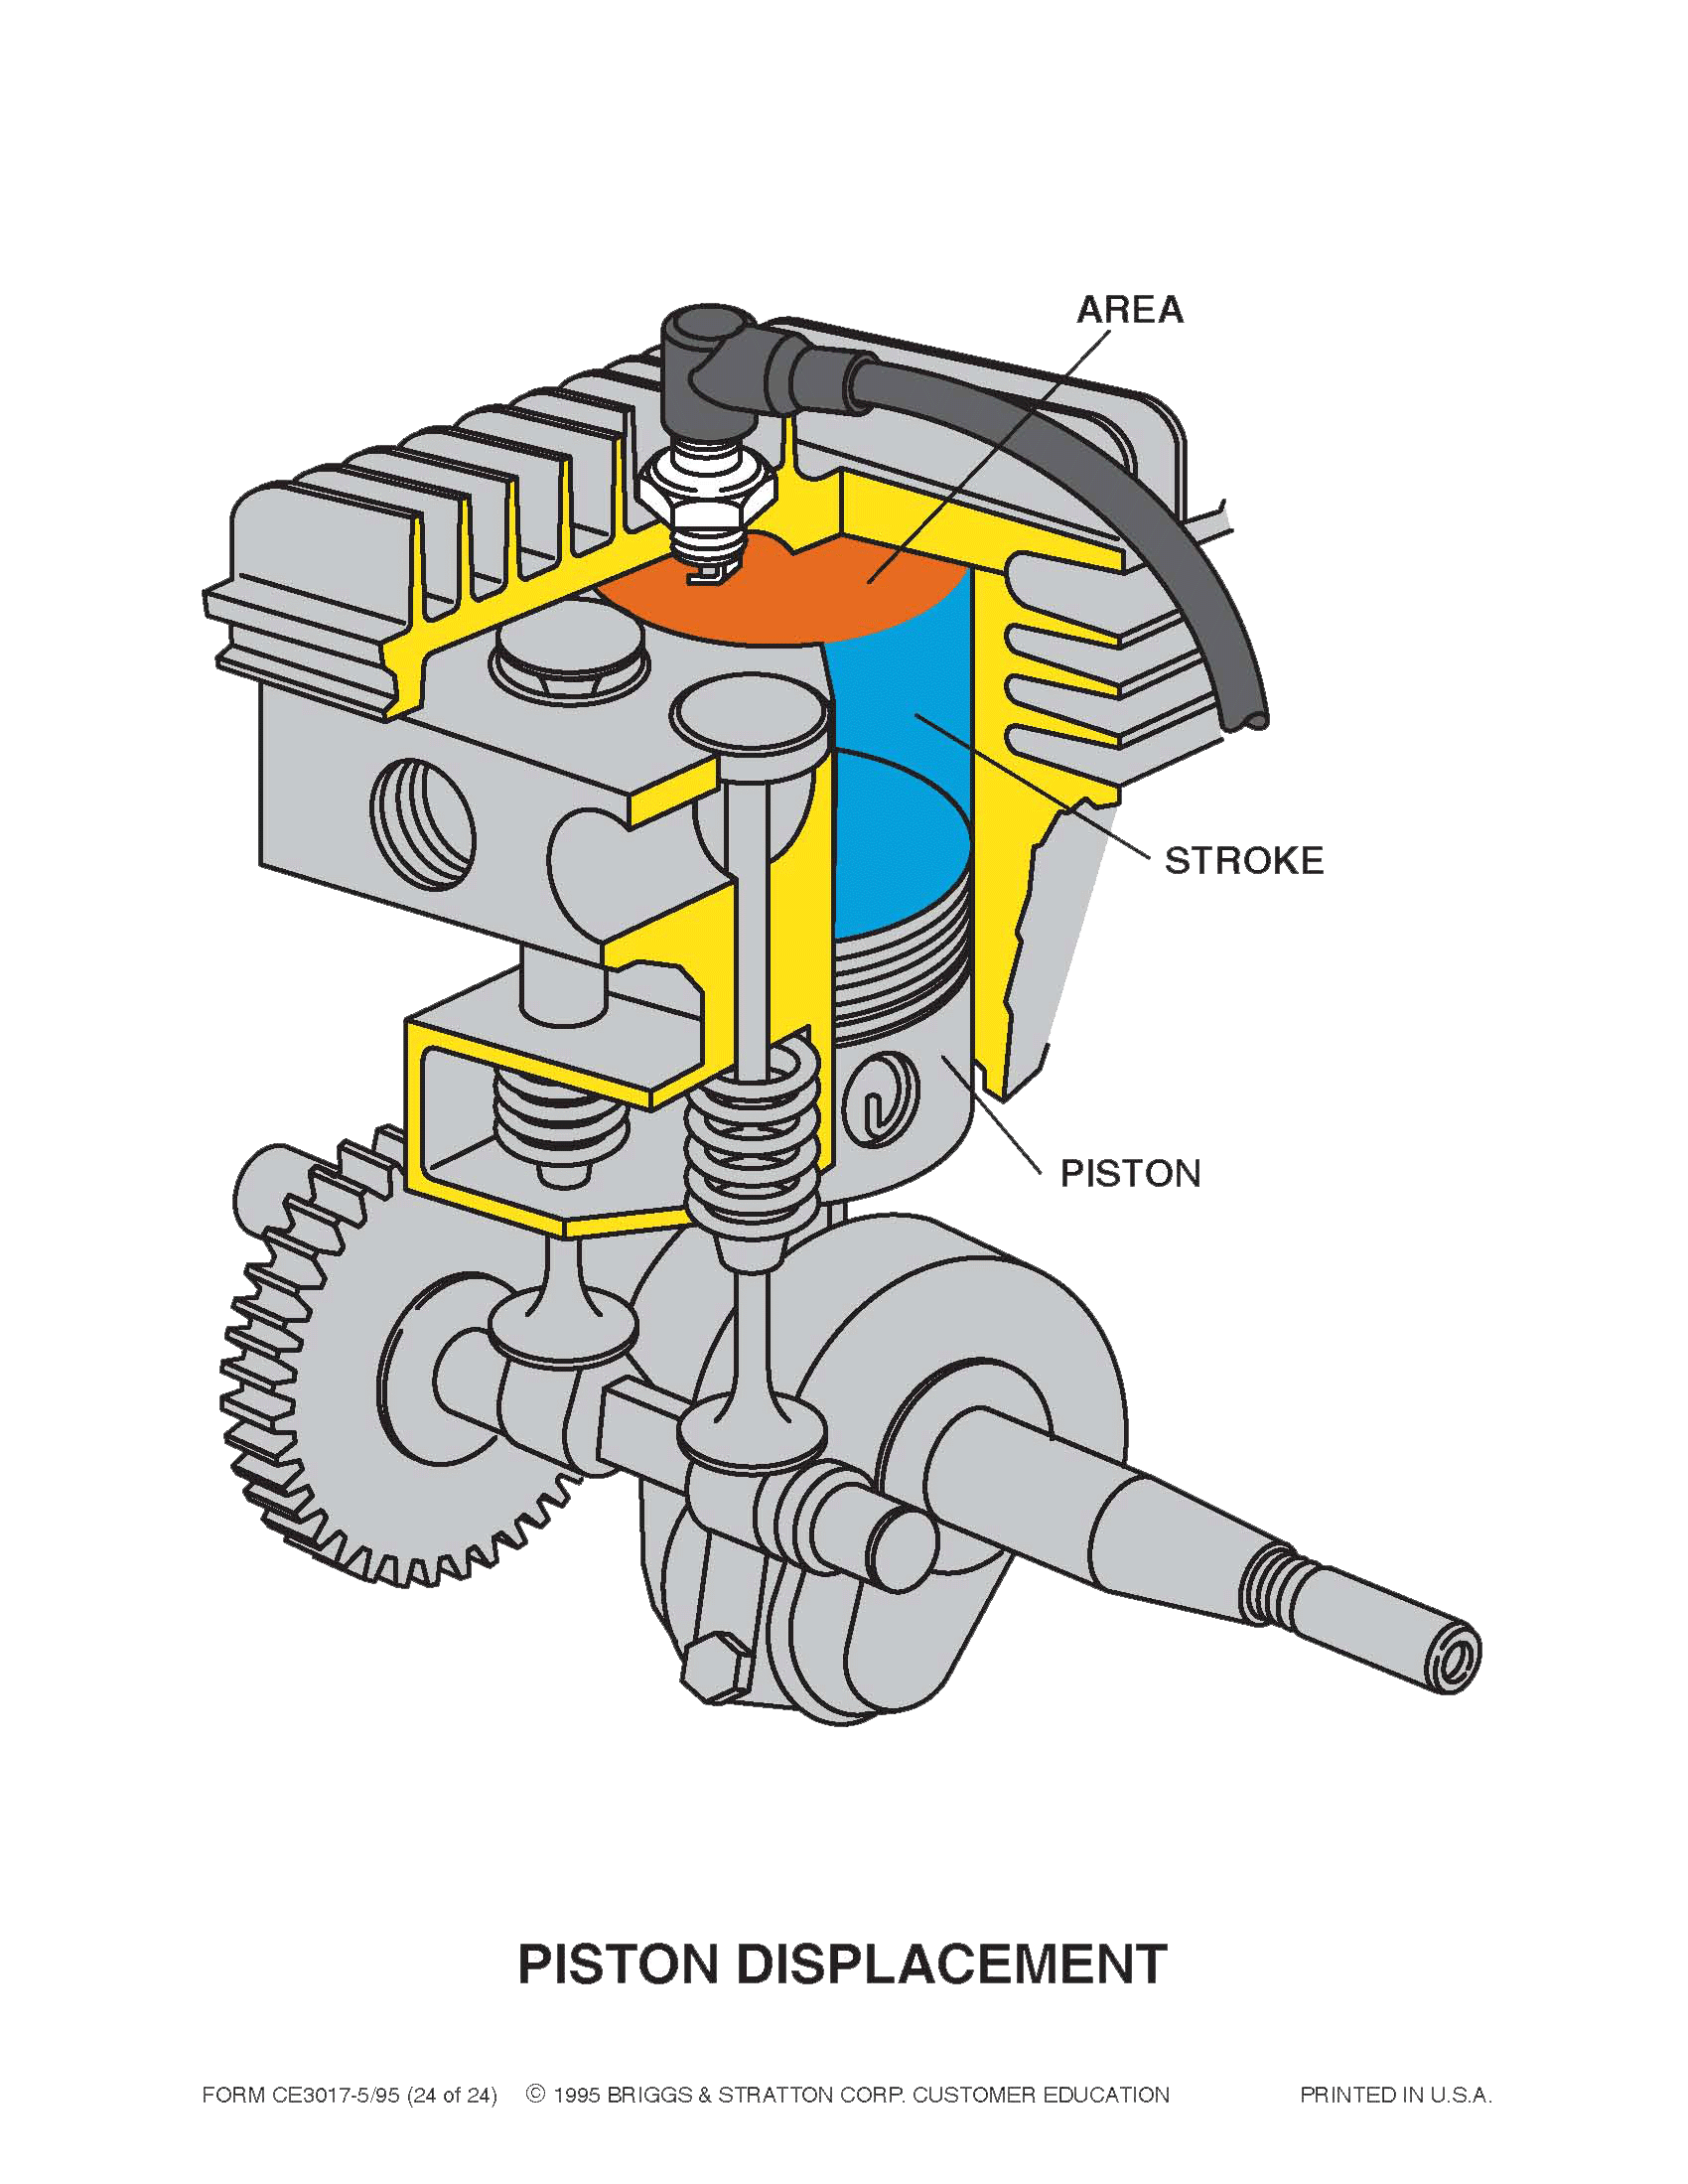 AREA
STROKE
PISTON
PISTON DISPLACEMENT
FORM CE3017-5/95 (24 of 24) © 1995 BRIGGS & STRATTON CORP. CUSTOMER EDUCATION PRINTED IN U.S.A.